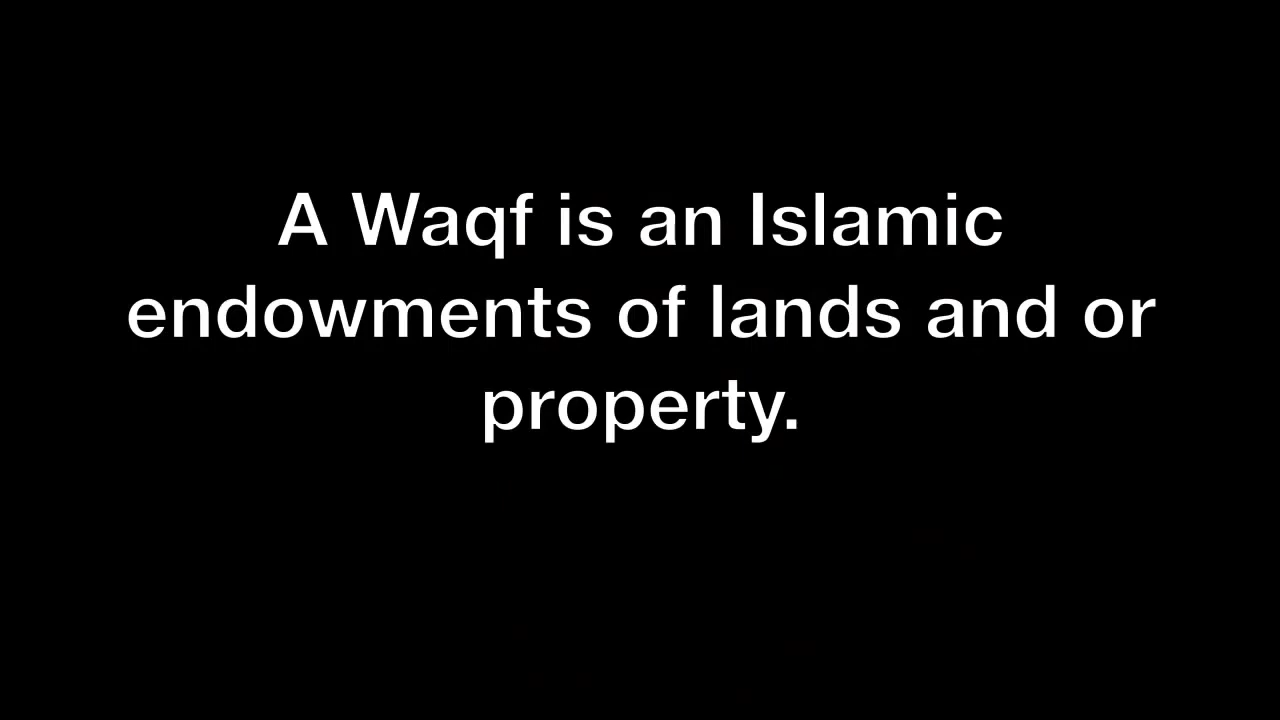 A Waqf is an Islamic
endowments of lands and or
property.